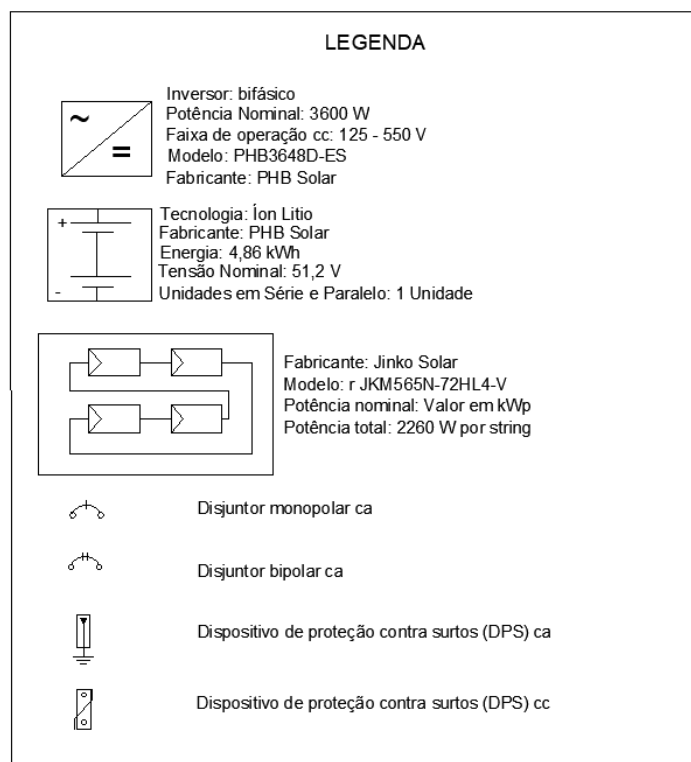 LEGENDA
~
=
Inversor: bifásico
Potência Nominal: 3600 W
Faixa de operação cc: 125 - 550 V
Modelo: PHB3648D-ES
Fabricante: PHB Solar
+
-
Tecnologia: Íon Litio
Fabricante: PHB Solar
Energia: 4,86 kWh
Tensão Nominal: 51,2 V
Unidades em Série e Paralelo: 1 Unidade
Fabricante: Jinko Solar
Modelo: r JKM565N-72HL4-V
Potência nominal: Valor em kWp
Potência total: 2260 W por string
Disjuntor monopolar ca
Disjuntor bipolar ca
Dispositivo de proteção contra surtos (DPS) ca
Dispositivo de proteção contra surtos (DPS) cc